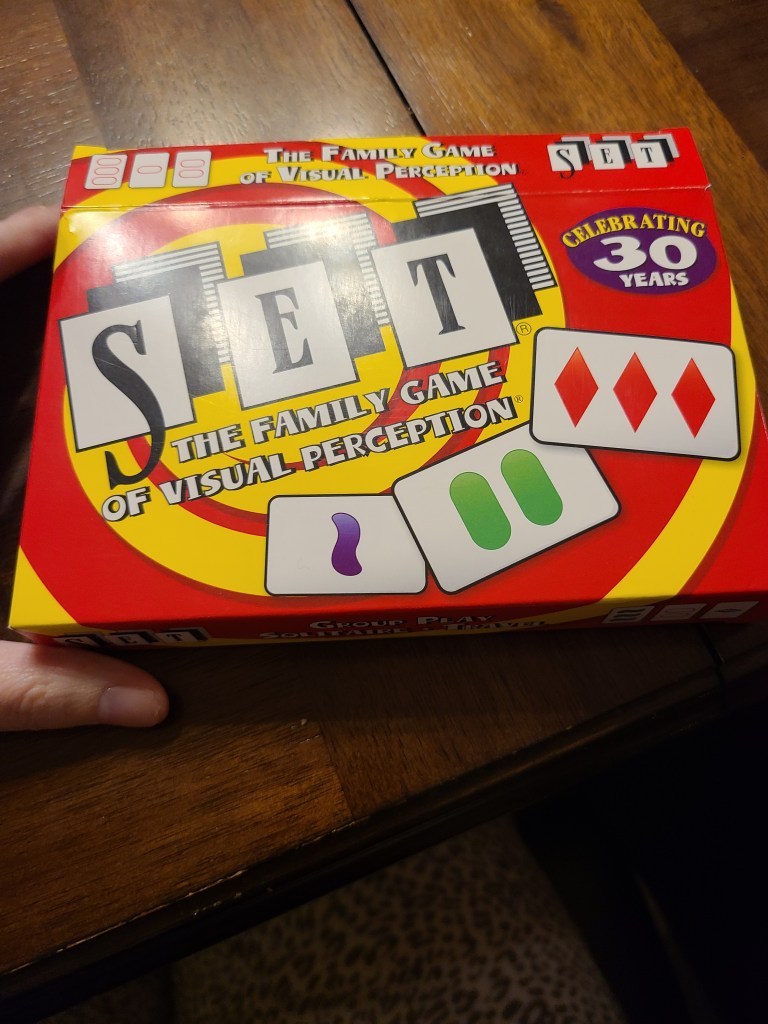 THE FAMILY GAME
OF VISUAL PERCEPTION
SET
CELEBRATING
30
YEARS
SET®
THE FAMILY GAME
OF VISUAL PERCEPTION®
SET
GROUP PLAY
SOLITAIRE